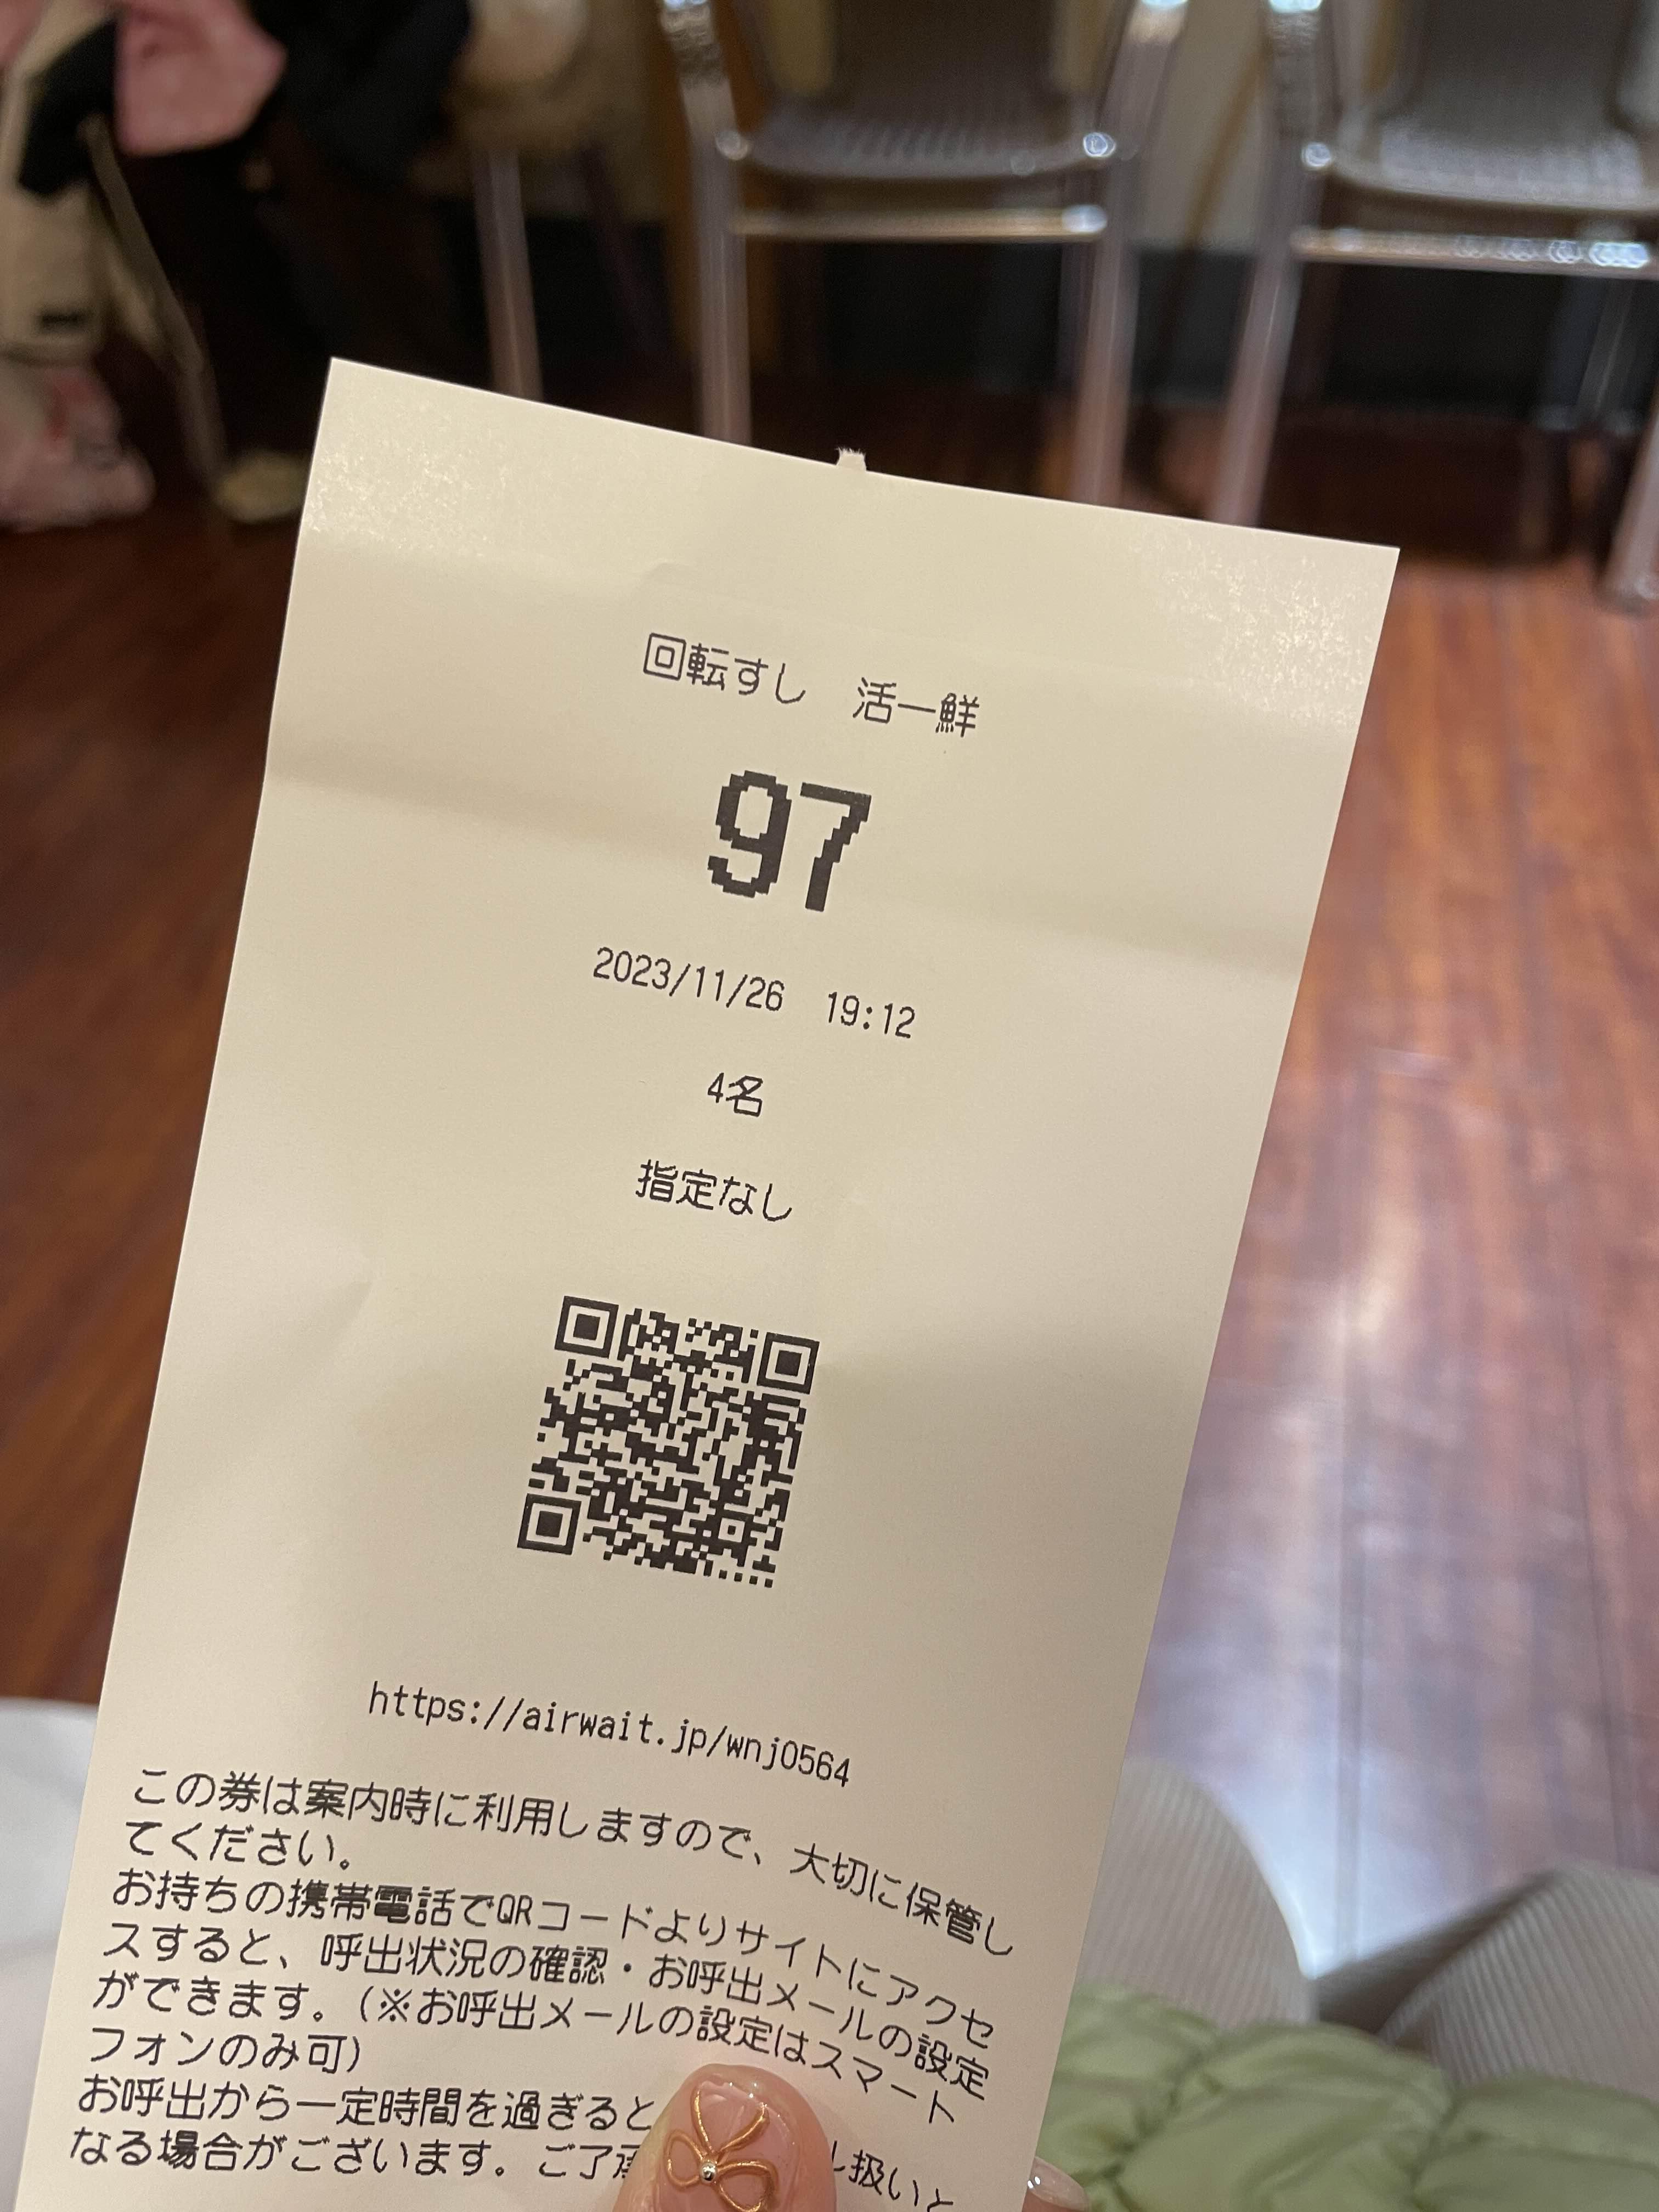 回転すし 活一鮮
97
2023/11/26 19:12
4名
指定なし
https://airwait.jp/wnj0564
この券は案内時に利用しますので、大切に保管し
てください。
お持ちの携帯電話でQRコードよりサイトにアクセ
スすると、呼出状況の確認・お呼出メールの設定
ができます。(※お呼出メールの設定はスマート
フォンのみ可)
お呼出から一定時間を過ぎると
なる場合がございます。ご了
し扱いと